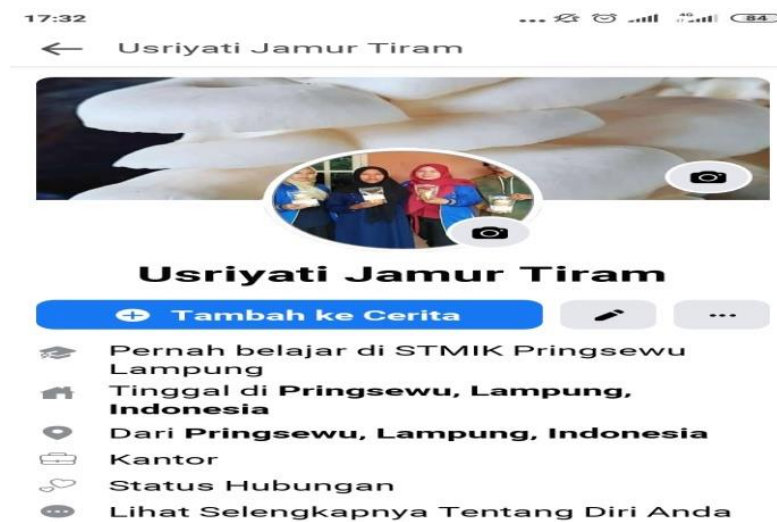 17:32 ... 4G 84
Usriyati Jamur Tiram
Usriyati Jamur Tiram
Tambah ke Cerita
Pernah belajar di STMIK Pringsewu
Lampung
Tinggal di Pringsewu, Lampung,
Indonesia
Dari Pringsewu, Lampung, Indonesia
Kantor
Status Hubungan
Lihat Selengkapnya Tentang Diri Anda